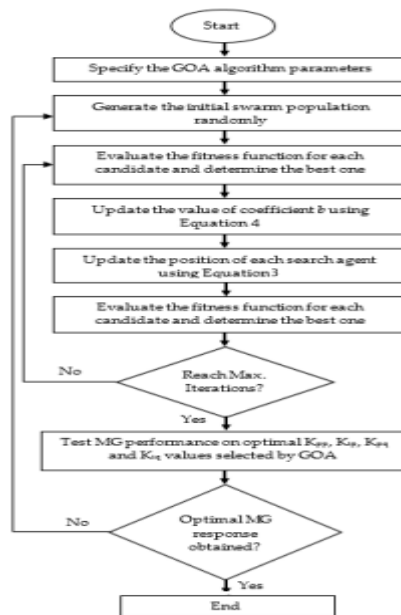 Start
Specify the GOA algorithm parameters
Generate the initial swarm population
randomly
Evaluate the fitness function for each
candidate and determine the best one
Update the value of coefficient b using
Equation 4
Update the position of each search agent
using Equation 3
Evaluate the fitness function for each
candidate and determine the best one
No
Reach Max.
Iterations?
Yes
Test MG performance on optimal Kpp, Kip, Kpq
and Kiq values selected by GOA
No
Optimal MG
response
obtained?
Yes
End